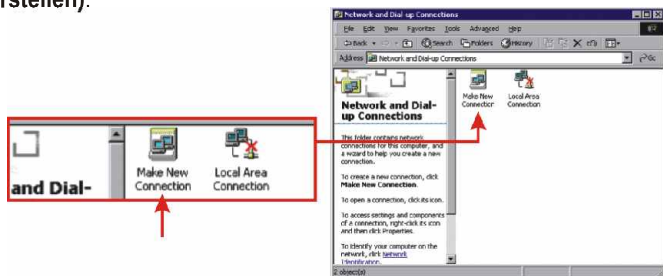 rstellen).
Network and Dial-up Connections
File Edit View Favorites Tools Advanced Help
Back Search Folders History
Address Network and Dial-up Connections Go
Network and Dial-
up Connections
This folder contains network
connections for this computer, and
a wizard to help you create a new
connection.
To create a new connection, click
Make New Connection.
To open a connection, click its icon.
To access settings and components
of a connection, right-click its icon
and then click Properties.
To identify your computer on the
network, click Network
Identification.
Make New
Connection
Local Area
Connection
2 object(s)
and Dial-
Make New
Connection
Local Area
Connection